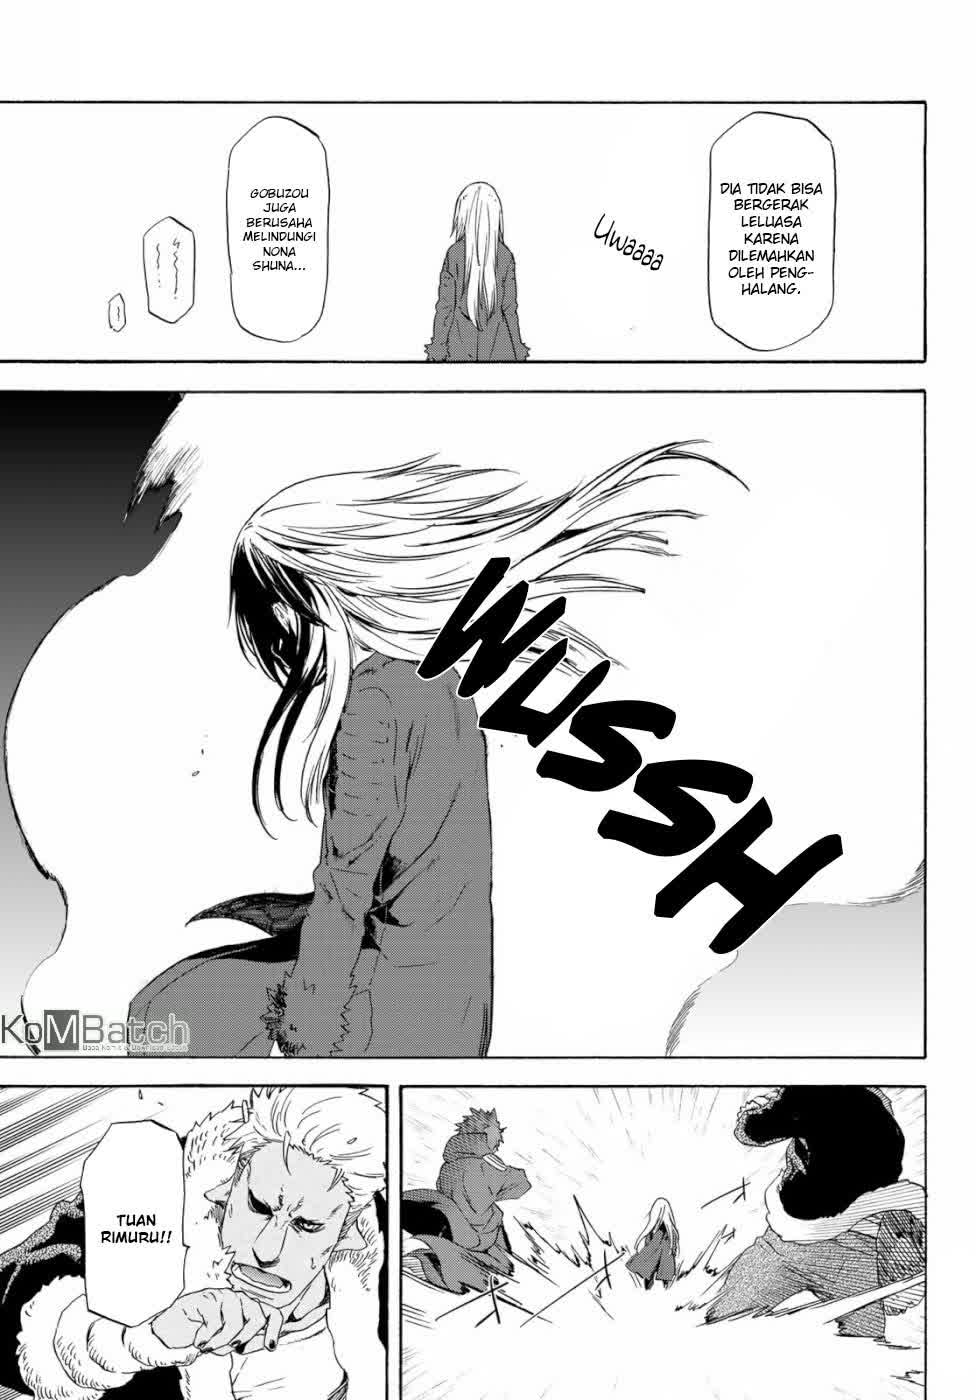 DIA TIDAK BISA
BERGERAK
LELUASA
KARENA
DILEMAHKAN
OLEH PENG-
HALANG.
Uwaaaa
GOBUZOU
JUGA
BERUSAHA
MELINDUNGI
NONA
SHUNA...
WUSSH
KoMBatch
TUAN
RIMURU!!